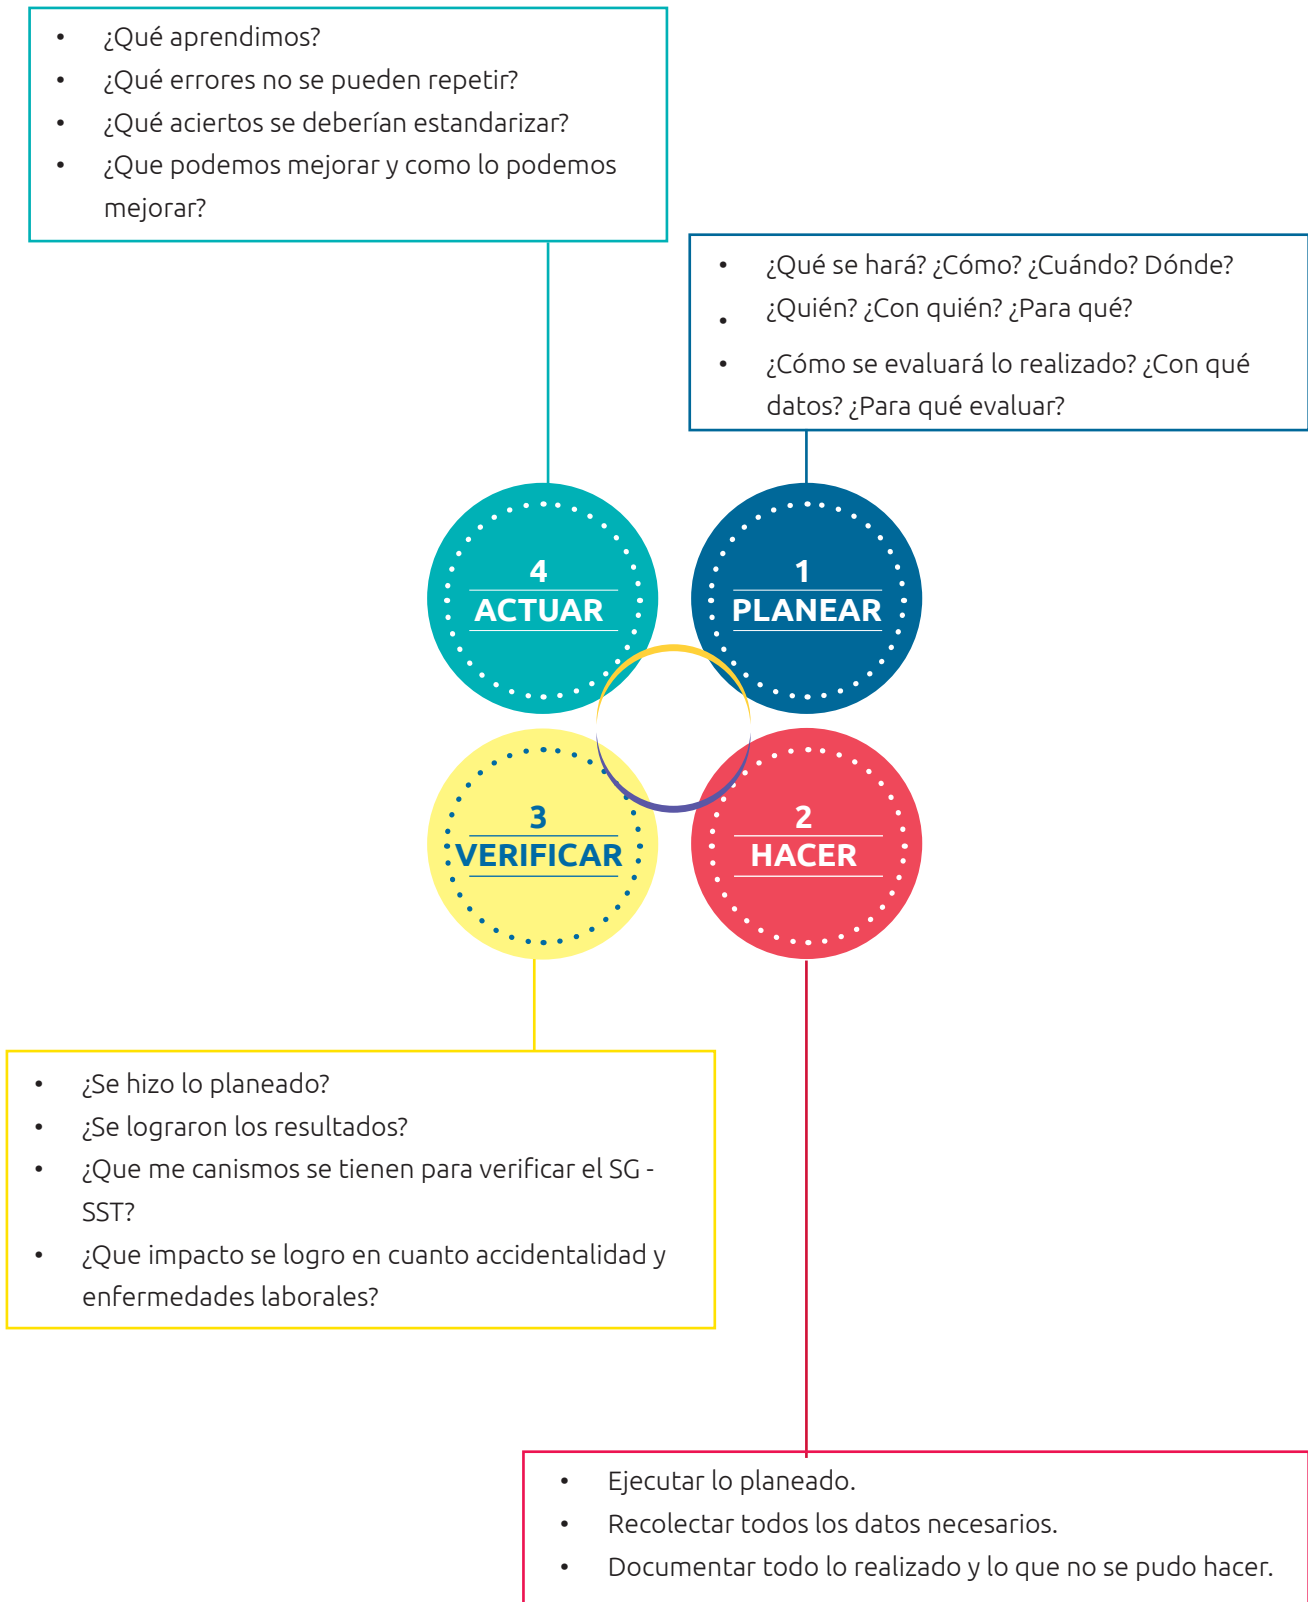 • ¿Qué aprendimos?
• ¿Qué errores no se pueden repetir?
• ¿Qué aciertos se deberían estandarizar?
• ¿Que podemos mejorar y como lo podemos
mejorar?
• ¿Qué se hará? ¿Cómo? ¿Cuándo? Dónde?
• ¿Quién? ¿Con quién? ¿Para qué?
• ¿Cómo se evaluará lo realizado? ¿Con qué
datos? ¿Para qué evaluar?
4
ACTUAR
1
PLANEAR
3
VERIFICAR
2
HACER
• ¿Se hizo lo planeado?
• ¿Se lograron los resultados?
• ¿Que me canismos se tienen para verificar el SG -
SST?
• ¿Que impacto se logro en cuanto accidentalidad y
enfermedades laborales?
• Ejecutar lo planeado.
• Recolectar todos los datos necesarios.
• Documentar todo lo realizado y lo que no se pudo hacer.